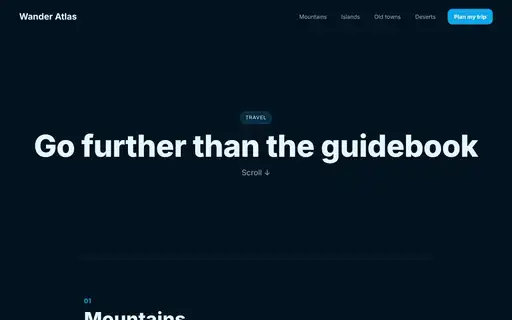 Wander Atlas
Mountains
Islands
Old towns
Deserts
Plan my trip
TRAVEL
Go further than the guidebook
Scroll ↓
01
Mountains